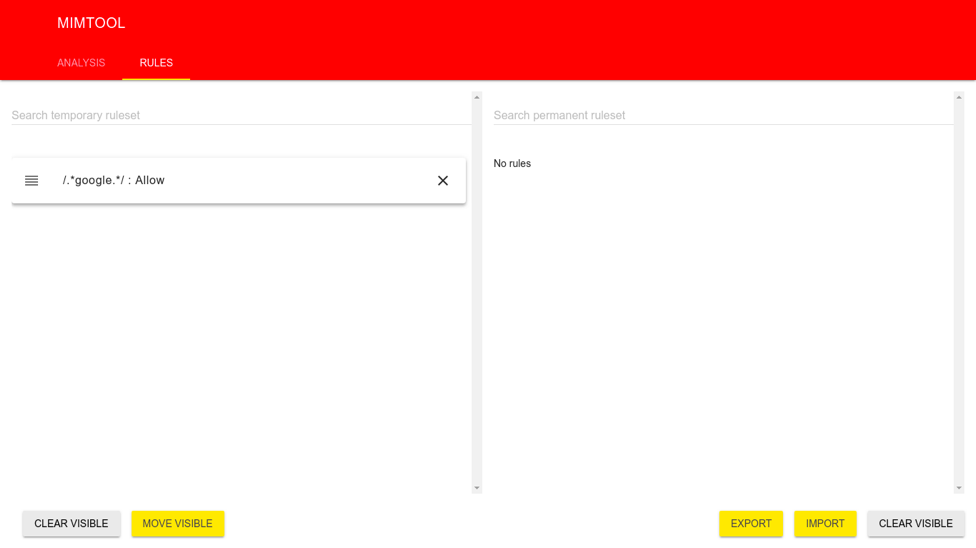 MIMTOOL
ANALYSIS RULES
Search temporary ruleset
Search permanent ruleset
/.*google.*/ : Allow
No rules
CLEAR VISIBLE MOVE VISIBLE
EXPORT IMPORT CLEAR VISIBLE